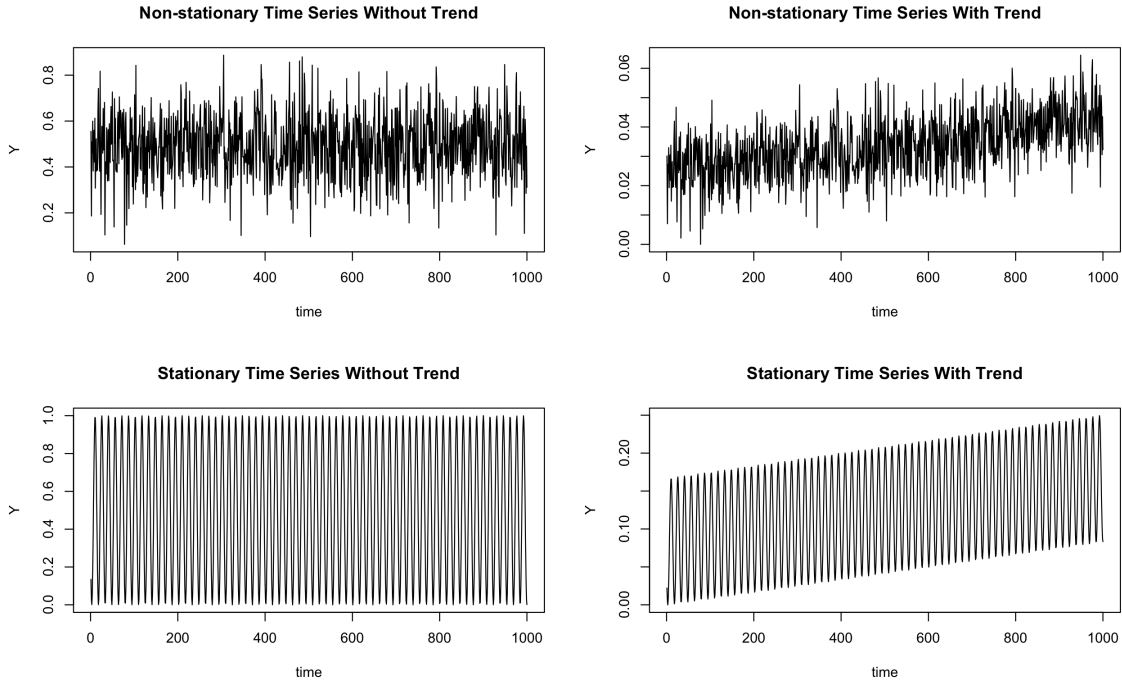 Non-stationary Time Series Without Trend
Y
0.8
0.6
0.4
0.2
0 200 400 600 800 1000
time
Non-stationary Time Series With Trend
Y
0.06
0.04
0.02
0.00
0 200 400 600 800 1000
time
Stationary Time Series Without Trend
Y
1.0
0.8
0.6
0.4
0.2
0.0
0 200 400 600 800 1000
time
Stationary Time Series With Trend
Y
0.20
0.10
0.00
0 200 400 600 800 1000
time